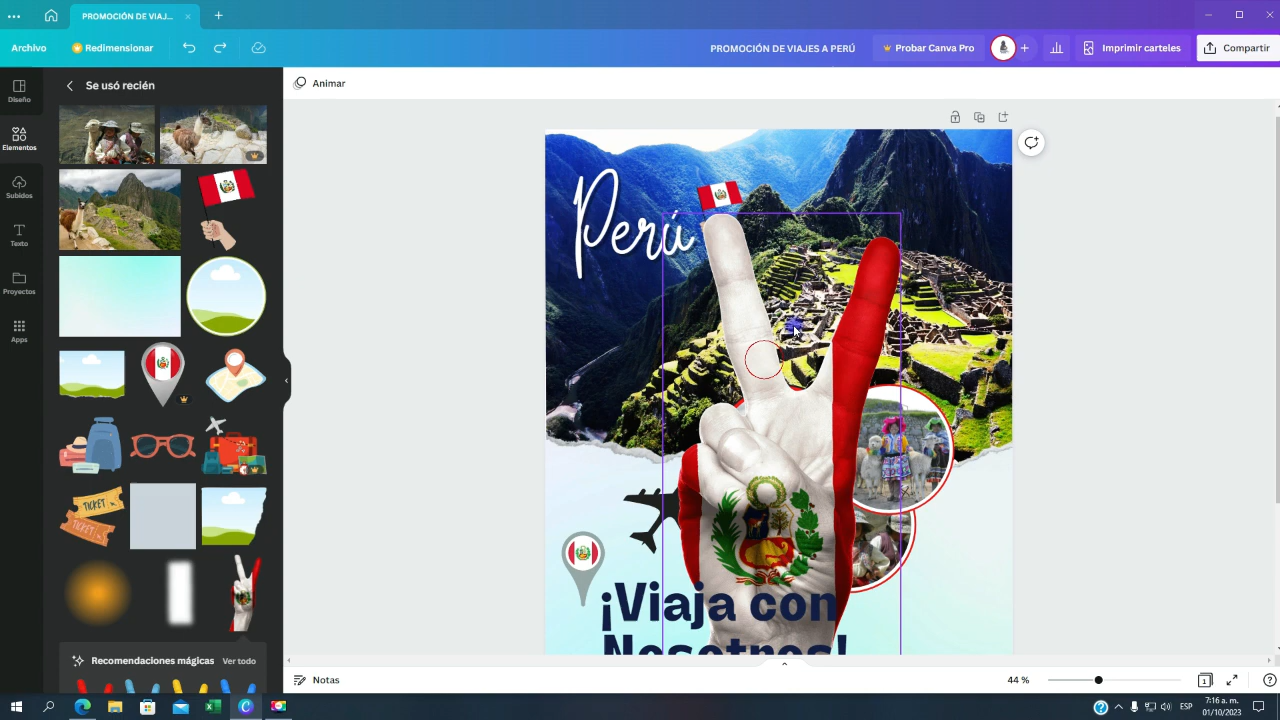 PROMOCIÓN DE VIAJ...
Archivo
Redimensionar
PROMOCIÓN DE VIAJES A PERÚ
Probar Canva Pro
Imprimir carteles
Compartir
Diseño
Elementos
Subidos
Texto
Proyectos
Apps
Se usó recién
Animar
TICKET
TICKET
Recomendaciones mágicas
Ver todo
Perú
¡Viaja con
Nosotros!
Notas
44 %
1
ESP
7:16 a. m.
01/10/2023